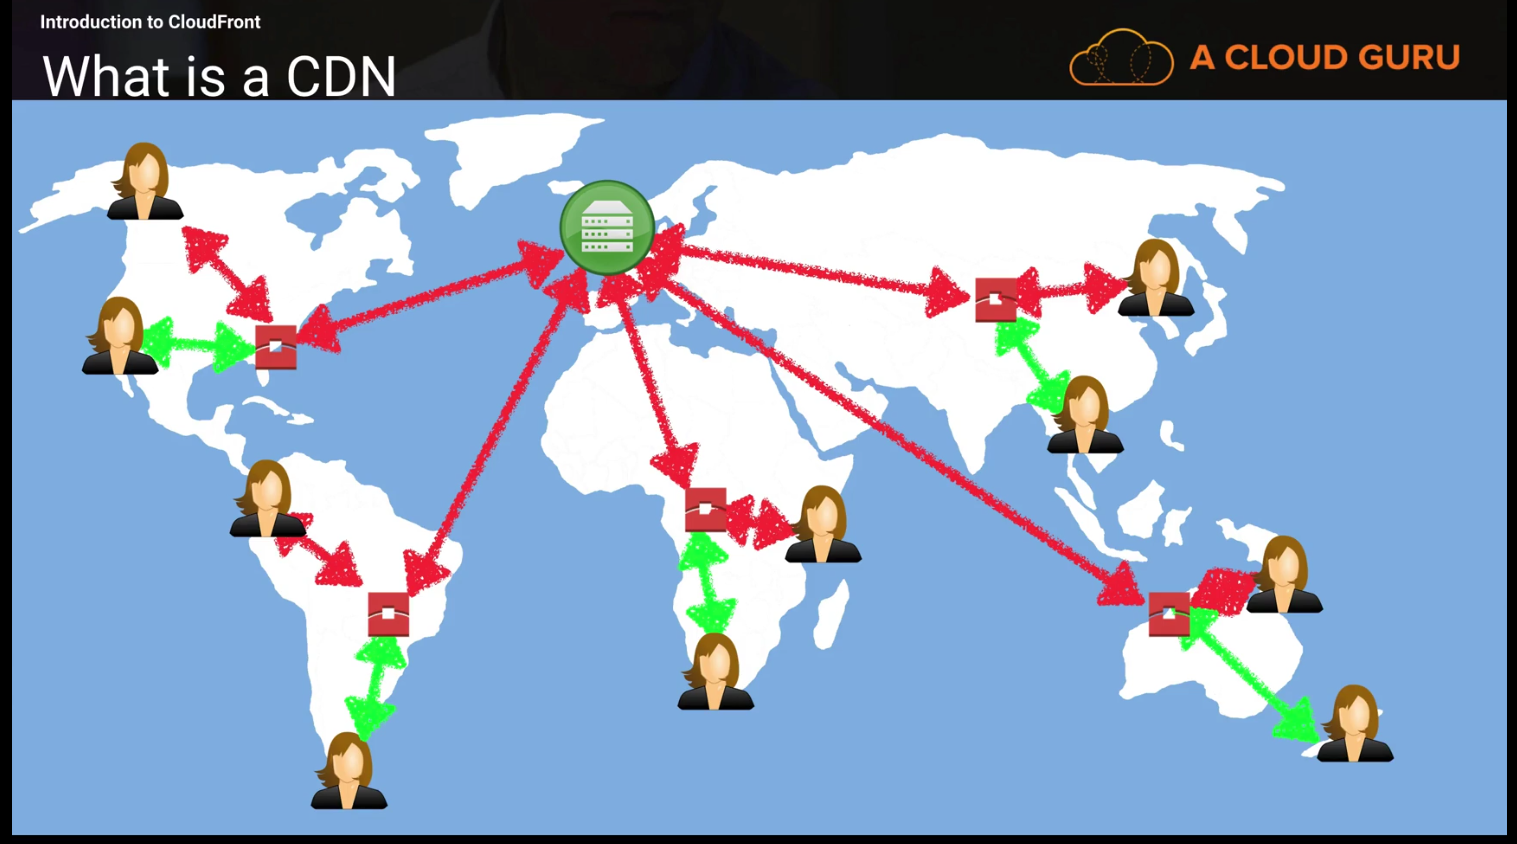 Introduction to CloudFront
What is a CDN
A CLOUD GURU